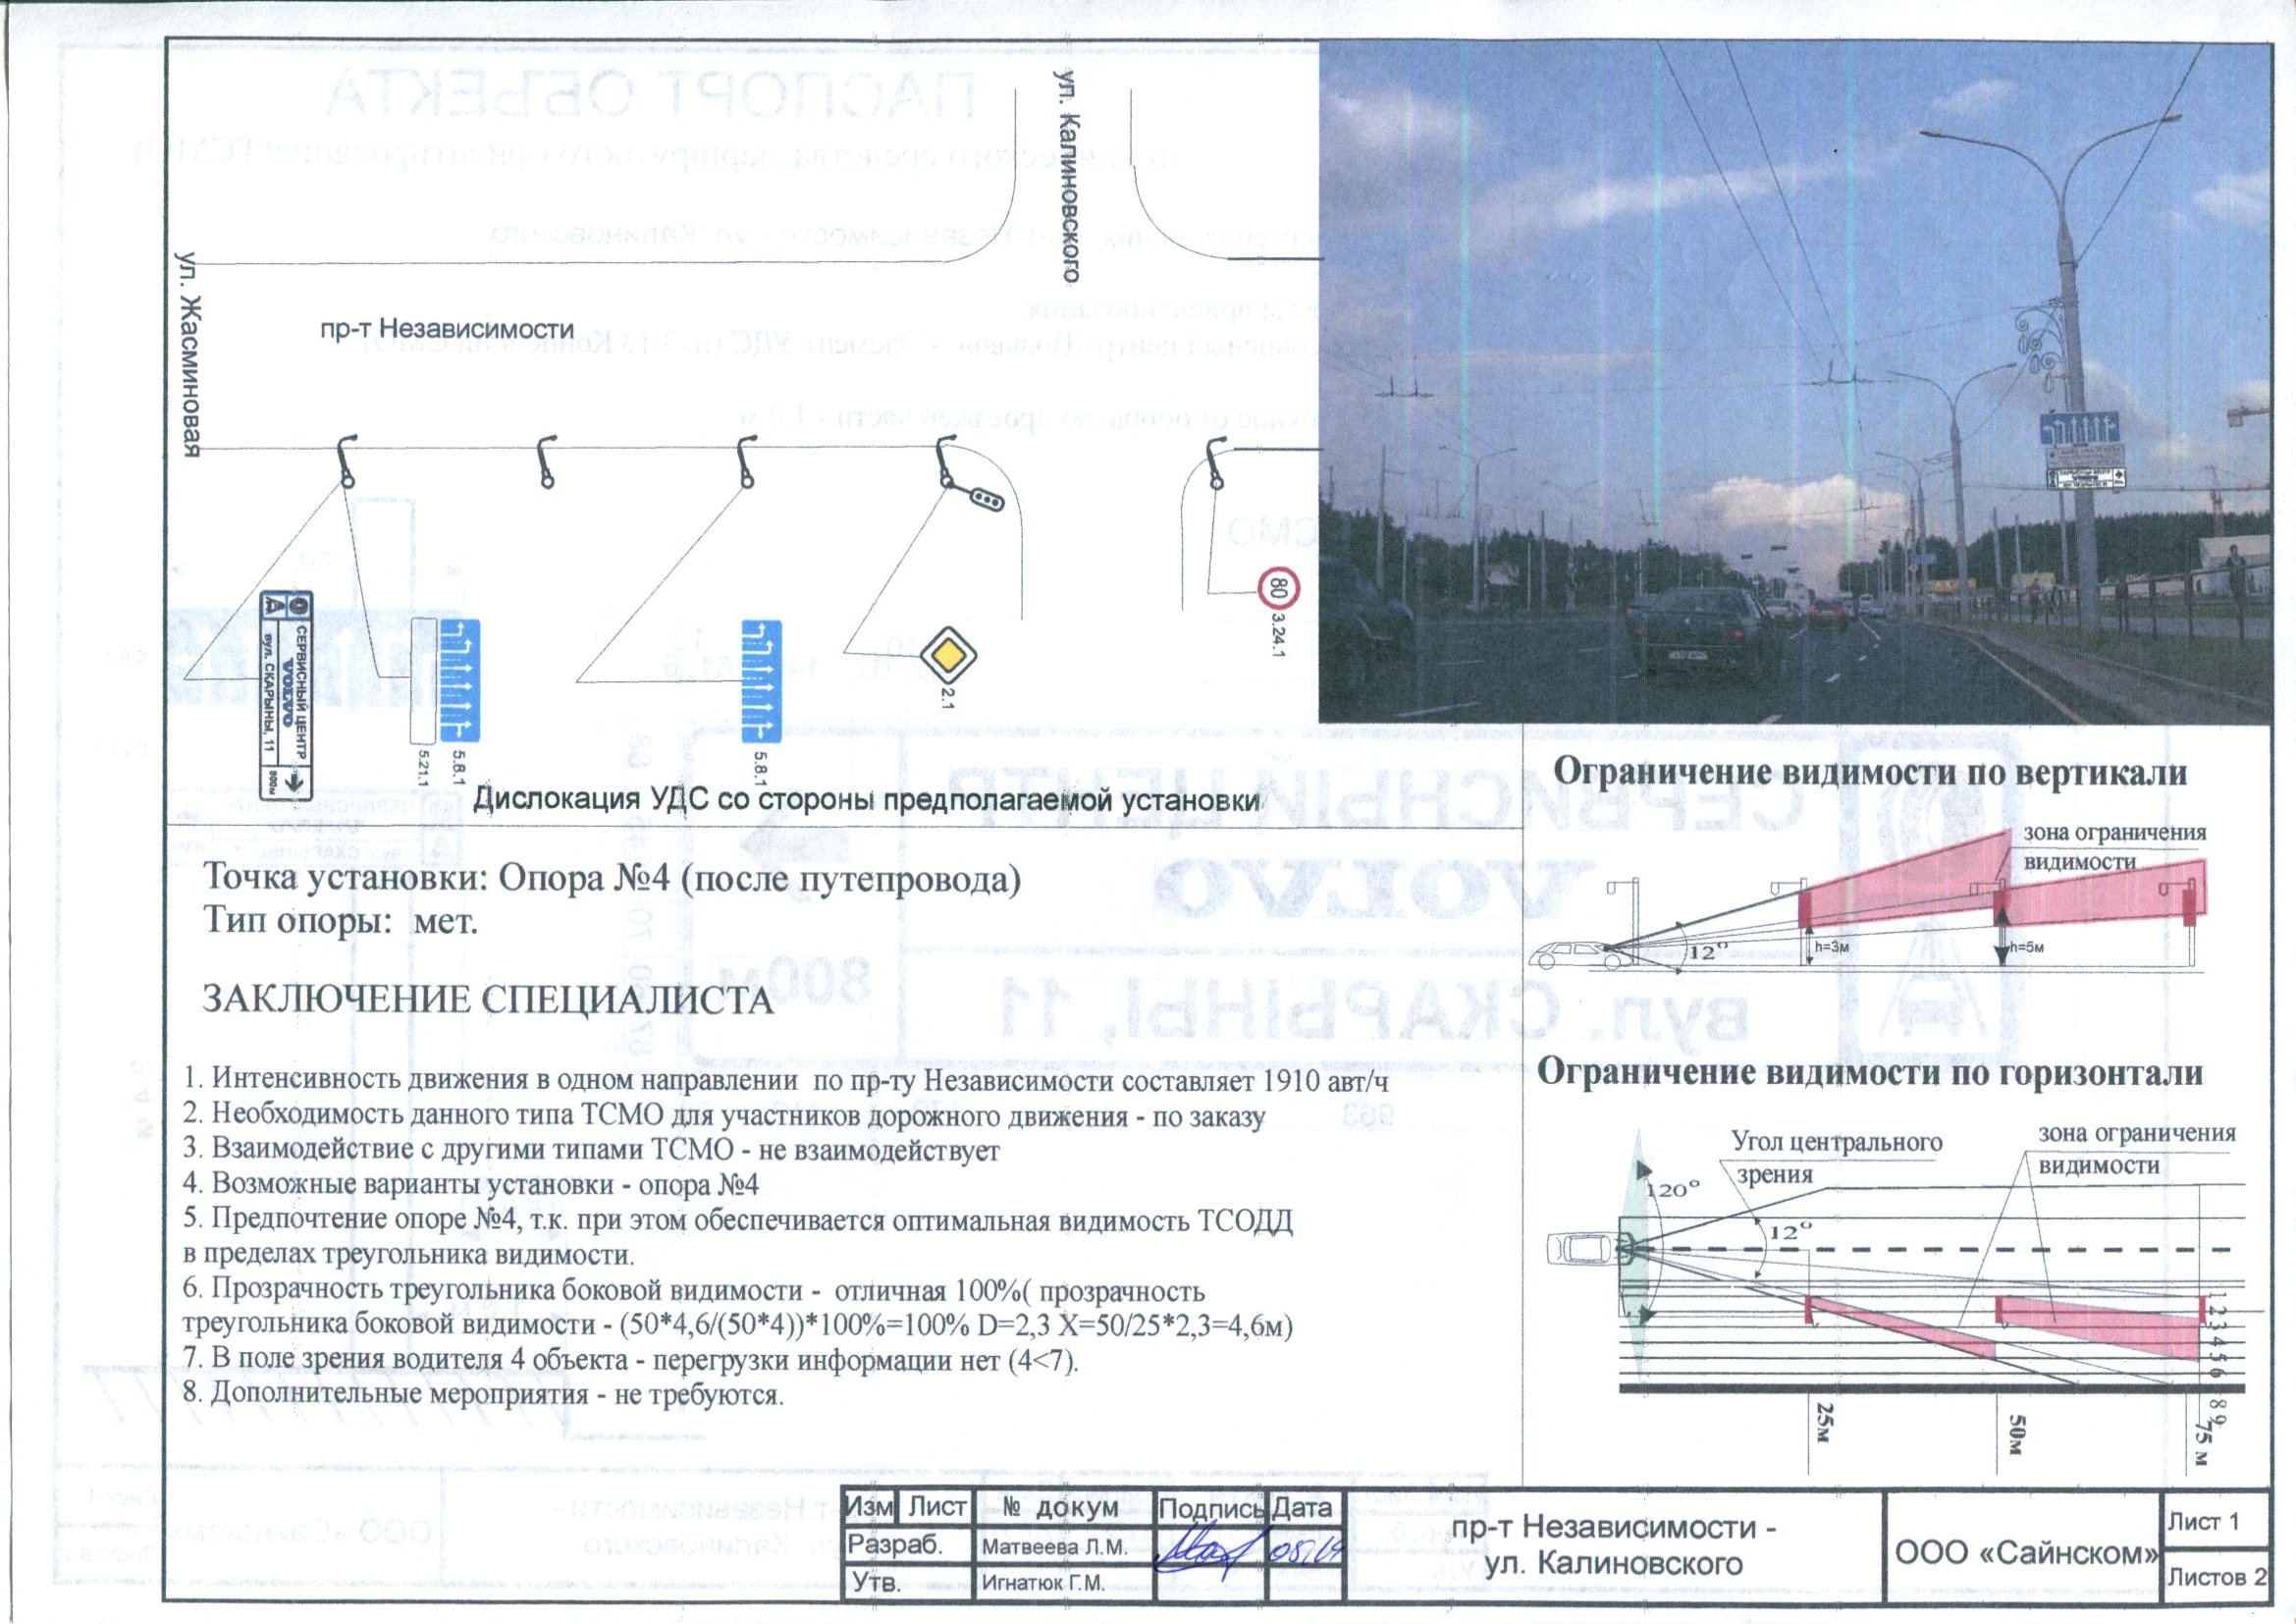 ул. Калиновского
ул. Жасминовая
пр-т Независимости
СЕРВИСНЫЙ ЦЕНТР
VOLVO
вул. СКАРЫНЫ, 11
800м
5.21.1
5.8.1
5.8.1
2.1
80
3.24.1
Дислокация УДС со стороны предполагаемой установки
Точка установки: Опора №4 (после путепровода)
Тип опоры: мет.
ЗАКЛЮЧЕНИЕ СПЕЦИАЛИСТА
1. Интенсивность движения в одном направлении по пр-ту Независимости составляет 1910 авт/ч
2. Необходимость данного типа ТСМО для участников дорожного движения - по заказу
3. Взаимодействие с другими типами ТСМО - не взаимодействует
4. Возможные варианты установки - опора №4
5. Предпочтение опоре №4, т.к. при этом обеспечивается оптимальная видимость ТСОДД
в пределах треугольника видимости.
6. Прозрачность треугольника боковой видимости - отличная 100%( прозрачность
треугольника боковой видимости - (50*4,6/(50*4))*100%=100% D=2,3 X=50/25*2,3=4,6м)
7. В поле зрения водителя 4 объекта - перегрузки информации нет (4<7).
8. Дополнительные мероприятия - не требуются.
Ограничение видимости по вертикали
зона ограничения
видимости
12°
h=3м
h=5м
Ограничение видимости по горизонтали
Угол центрального
зрения
зона ограничения
видимости
120°
12°
1 2 3 4 5 6 8 9
25м
50м
75 м
Изм Лист № докум Подпись Дата
Разраб. Матвеева Л.М.
Утв. Игнатюк Г.М.
пр-т Независимости -
ул. Калиновского
ООО «Сайнском»
Лист 1
Листов 2